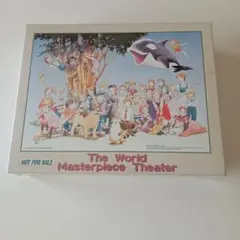 NOT FOR SALE
The World
Masterpiece Theater